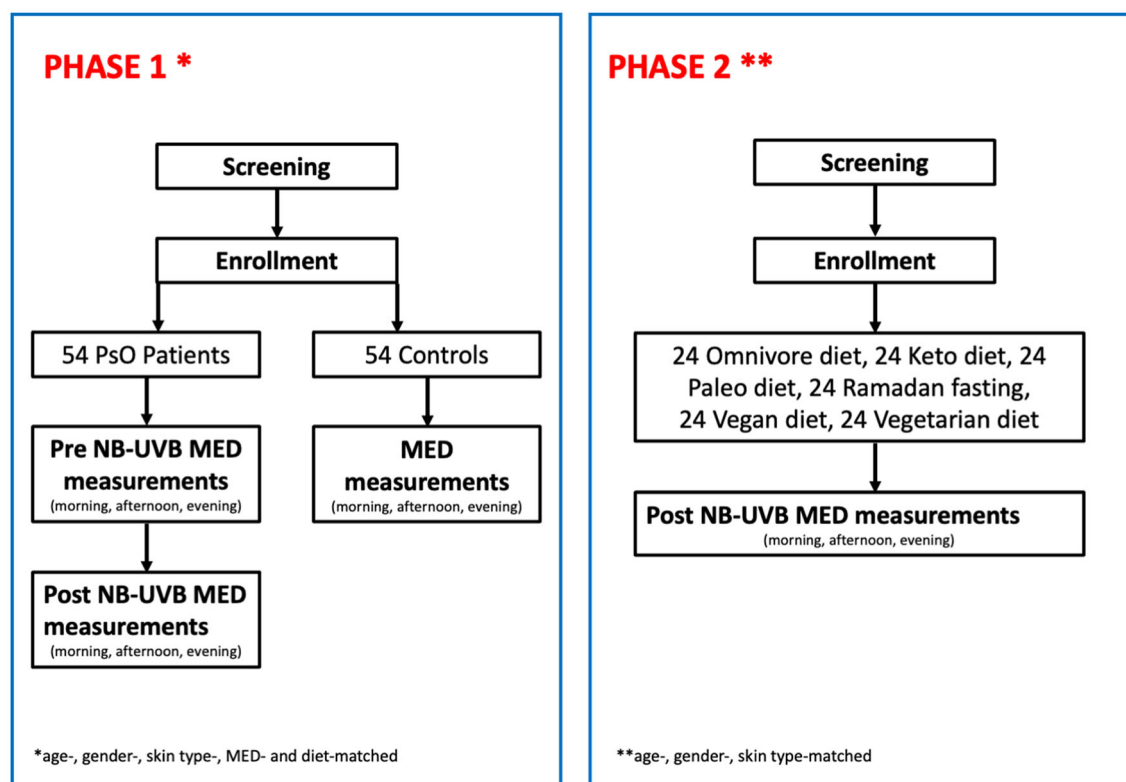 PHASE 1 *
Screening
Enrollment
54 PsO Patients
54 Controls
Pre NB-UVB MED
measurements
(morning, afternoon, evening)
MED
measurements
(morning, afternoon, evening)
Post NB-UVB MED
measurements
(morning, afternoon, evening)
*age-, gender-, skin type-, MED- and diet-matched
PHASE 2 **
Screening
Enrollment
24 Omnivore diet, 24 Keto diet, 24
Paleo diet, 24 Ramadan fasting,
24 Vegan diet, 24 Vegetarian diet
Post NB-UVB MED measurements
(morning, afternoon, evening)
**age-, gender-, skin type-matched